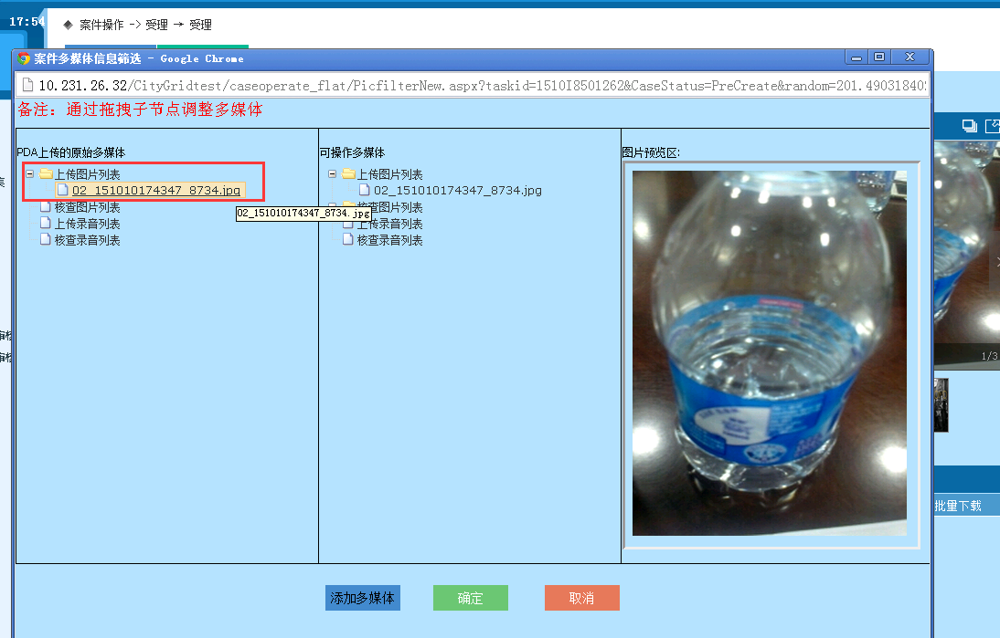 17:54
◆ 案件操作 -> 受理 → 受理
案件多媒体信息筛选 - Google Chrome
10.231.26.32/CityGridtest/caseoperate_flat/PicfilterNew.aspx?taskid=1510I8501262&CaseStatus=PreCreate&random=201.490318402
备注：通过拖拽子节点调整多媒体
PDA上传的原始多媒体
上传图片列表
02_151010174347_8734.jpg
核查图片列表
上传录音列表
核查录音列表
02_151010174347_8734.jpg
可操作多媒体
上传图片列表
02_151010174347_8734.jpg
核查图片列表
上传录音列表
核查录音列表
图片预览区:
1/3
批量下载
添加多媒体
确定
取消